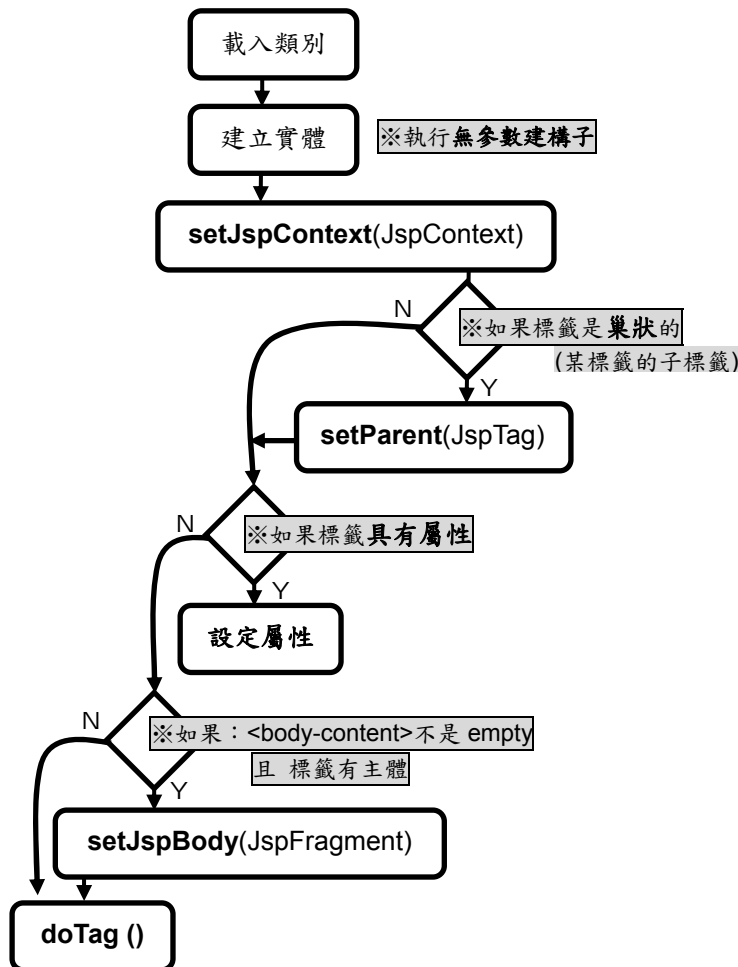 載入類別
建立實體
※執行無參數建構子
setJspContext(JspContext)
N
※如果標籤是巢狀的
(某標籤的子標籤)
Y
setParent(JspTag)
N
※如果標籤具有屬性
Y
設定屬性
N
※如果：<body-content>不是 empty
且 標籤有主體
Y
setJspBody(JspFragment)
doTag ()